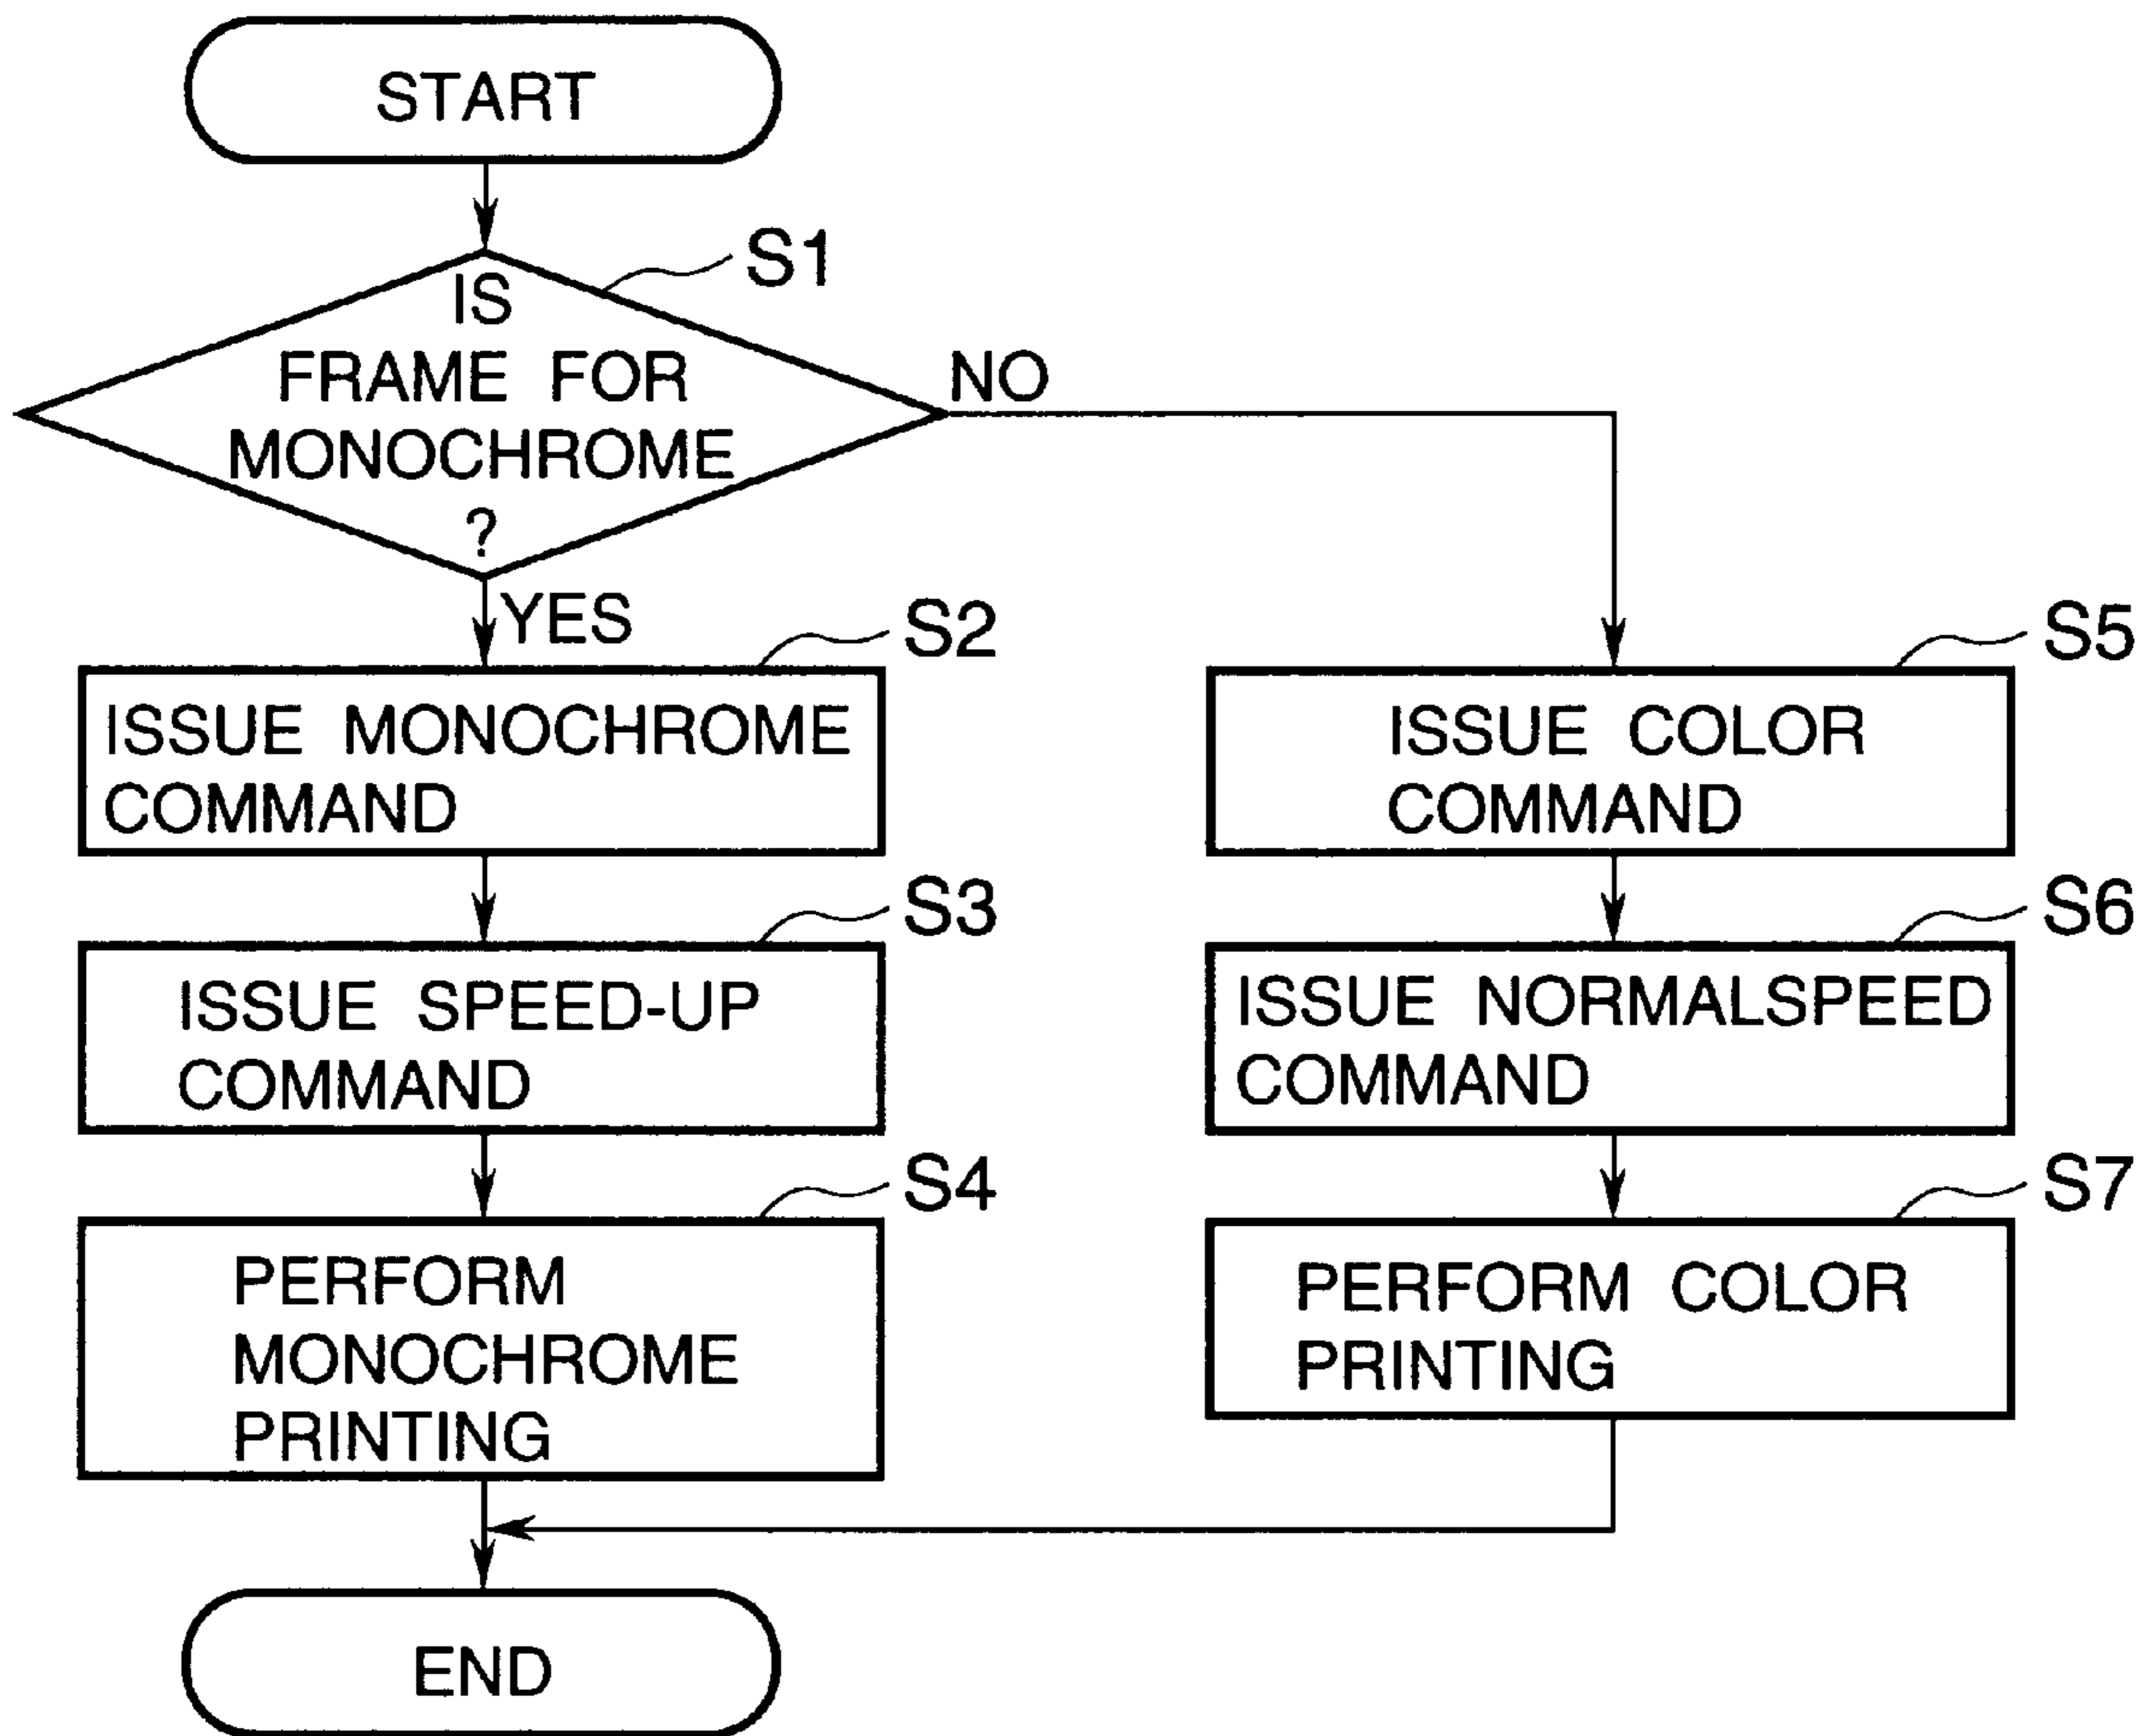 START
S1
IS
FRAME FOR
MONOCHROME
?
NO
YES
S2
ISSUE MONOCHROME
COMMAND
S3
ISSUE SPEED-UP
COMMAND
S4
PERFORM
MONOCHROME
PRINTING
S5
ISSUE COLOR
COMMAND
S6
ISSUE NORMALSPEED
COMMAND
S7
PERFORM COLOR
PRINTING
END